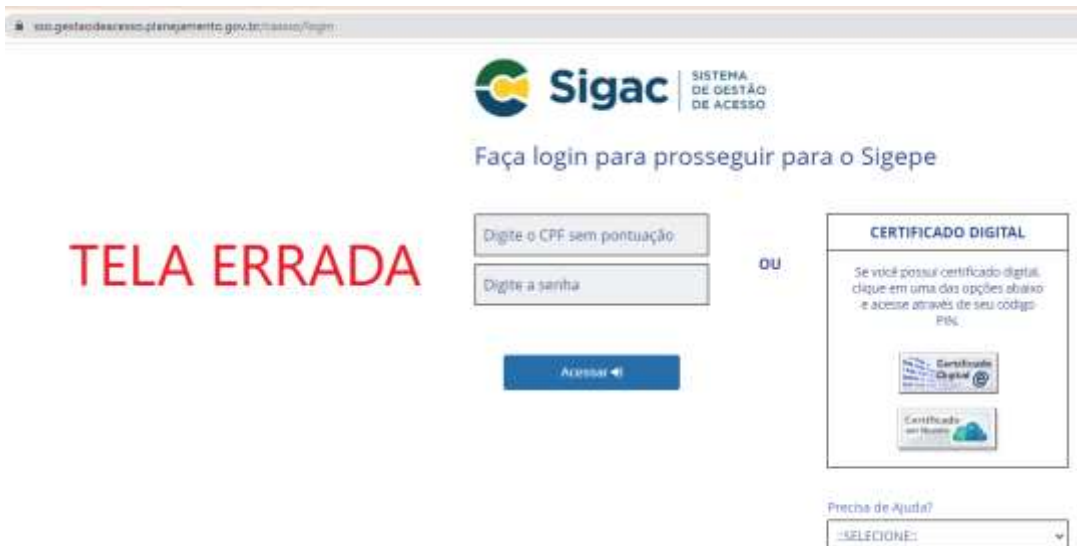 sso.gestaodeacesso.planejamento.gov.br/cassso/login
Sigac
SISTEMA
DE GESTÃO
DE ACESSO
Faça login para prosseguir para o Sigepe
TELA ERRADA
Digite o CPF sem pontuação
Digite a senha
Acessar
OU
CERTIFICADO DIGITAL
Se você possui certificado digital,
clique em uma das opções abaixo
e acesse através de seu código
PIN.
Certificado
Digital
Certificado
em Nuvem
Precisa de Ajuda?
::SELECIONE::